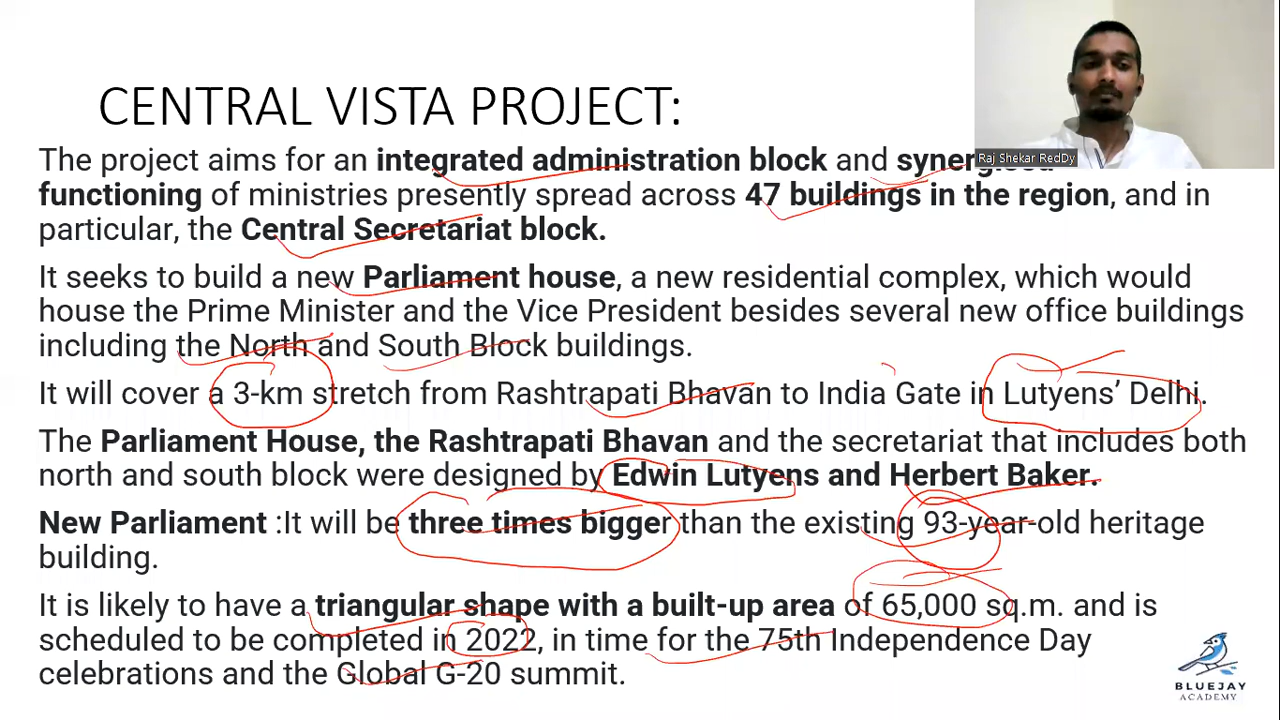 CENTRAL VISTA PROJECT:
Raj Shekar ReDDy
The project aims for an integrated administration block and synergised
functioning of ministries presently spread across 47 buildings in the region, and in
particular, the Central Secretariat block.
It seeks to build a new Parliament house, a new residential complex, which would
house the Prime Minister and the Vice President besides several new office buildings
including the North and South Block buildings.
It will cover a 3-km stretch from Rashtrapati Bhavan to India Gate in Lutyens’ Delhi.
The Parliament House, the Rashtrapati Bhavan and the secretariat that includes both
north and south block were designed by Edwin Lutyens and Herbert Baker.
New Parliament :It will be three times bigger than the existing 93-year-old heritage
building.
It is likely to have a triangular shape with a built-up area of 65,000 sq.m. and is
scheduled to be completed in 2022, in time for the 75th Independence Day
celebrations and the Global G-20 summit.
BLUEJAY
ACADEMY